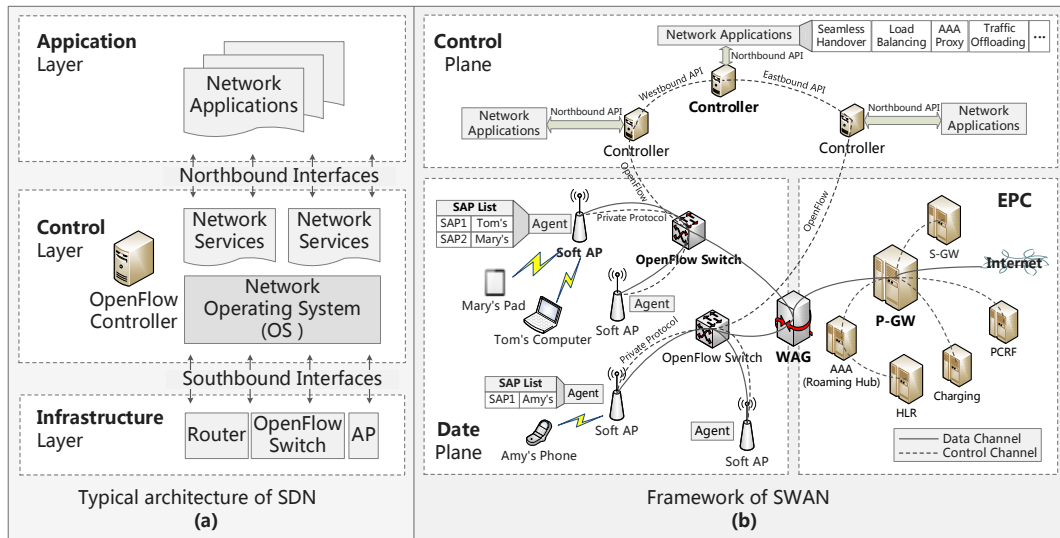 Appication
Layer
Network
Applications
Northbound Interfaces
Control
Layer
OpenFlow
Controller
Network
Services
Network
Services
Network
Operating System
(OS )
Southbound Interfaces
Infrastructure
Layer
Router
OpenFlow
Switch
AP
Typical architecture of SDN
(a)
Control
Plane
Network Applications
Seamless
Handover
Load
Balancing
AAA
Proxy
Traffic
Offloading
...
Northbound API
Westbound API
Eastbound API
Controller
Network
Applications
Northbound API
Controller
Northbound API
Network
Applications
Controller
OpenFlow
OpenFlow
SAP List
SAP1 Tom's
SAP2 Mary's
Agent
Private Protocol
Soft AP
OpenFlow Switch
Mary's Pad
Tom's Computer
Agent
Soft AP
Private Protocol
OpenFlow Switch
WAG
SAP List
SAP1 Amy's
Agent
Soft AP
Amy's Phone
Agent
Soft AP
Date
Plane
EPC
S-GW
Internet
P-GW
PCRF
AAA
(Roaming Hub)
HLR
Charging
Data Channel
Control Channel
Framework of SWAN
(b)